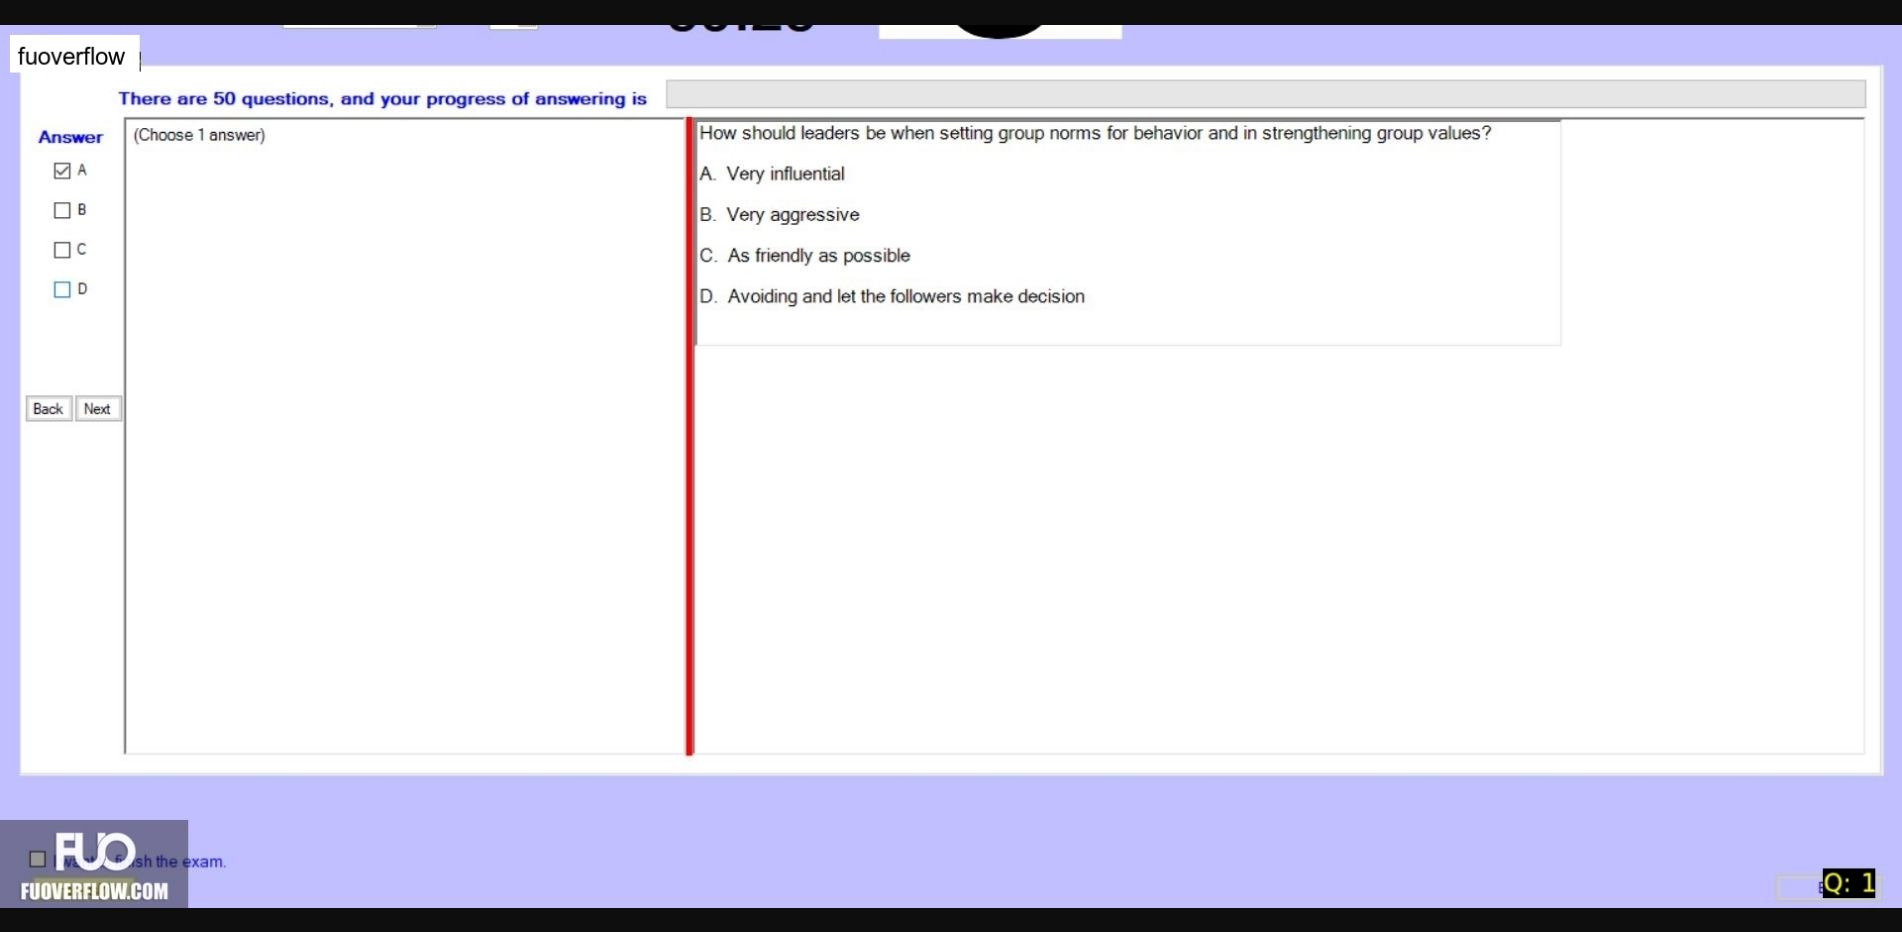 fuoverflow
There are 50 questions, and your progress of answering is
Answer
(Choose 1 answer)
A
B
C
D
Back Next
How should leaders be when setting group norms for behavior and in strengthening group values?
A. Very influential
B. Very aggressive
C. As friendly as possible
D. Avoiding and let the followers make decision
FUO
the exam.
FUOVERFLOW.COM
Q: 1